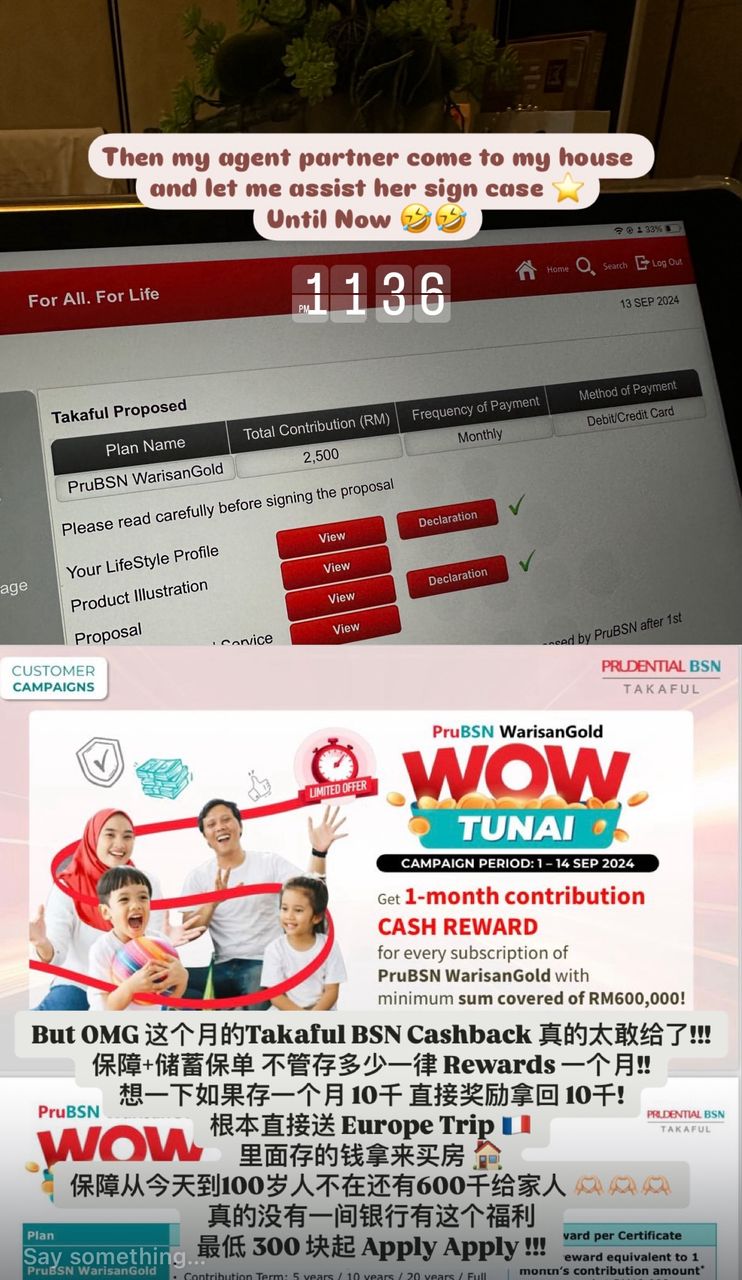 Then my agent partner come to my house
and let me assist her sign case ⭐
Until Now 🤣🤣
33%
For All. For Life
Home Search Log Out
PM 11 36
13 SEP 2024
Takaful Proposed
Plan Name Total Contribution (RM) Frequency of Payment Method of Payment
PruBSN WarisanGold 2,500 Monthly Debit/Credit Card
Please read carefully before signing the proposal
Your LifeStyle Profile View Declaration
age
Product Illustration View
Proposal View Declaration
Service View
sed by PruBSN after 1st
CUSTOMER
CAMPAIGNS
PRUDENTIAL BSN
TAKAFUL
LIMITED OFFER
PruBSN WarisanGold
WOW
TUNAI
CAMPAIGN PERIOD: 1 – 14 SEP 2024
Get 1-month contribution
CASH REWARD
for every subscription of
PruBSN WarisanGold with
minimum sum covered of RM600,000!
But OMG 这个月的Takaful BSN Cashback 真的太敢给了!!!
保障+储蓄保单 不管存多少一律 Rewards 一个月!!
想一下如果存一个月 10千 直接奖励拿回 10千!
根本直接送 Europe Trip 🇫🇷
里面存的钱拿来买房 🏠
保障从今天到100岁人不在还有600千给家人 🫶🏻🫶🏻🫶🏻
真的没有一间银行有这个福利
最低 300 块起 Apply Apply !!!
PruBSN
WOW
PRUDENTIAL BSN
TAKAFUL
Plan
ward per Certificate
PruBSN WarisanGold
reward equivalent to 1
month's contribution amount*
Contribution Term: 5 years / 10 years / 20 years / Full
Say something...